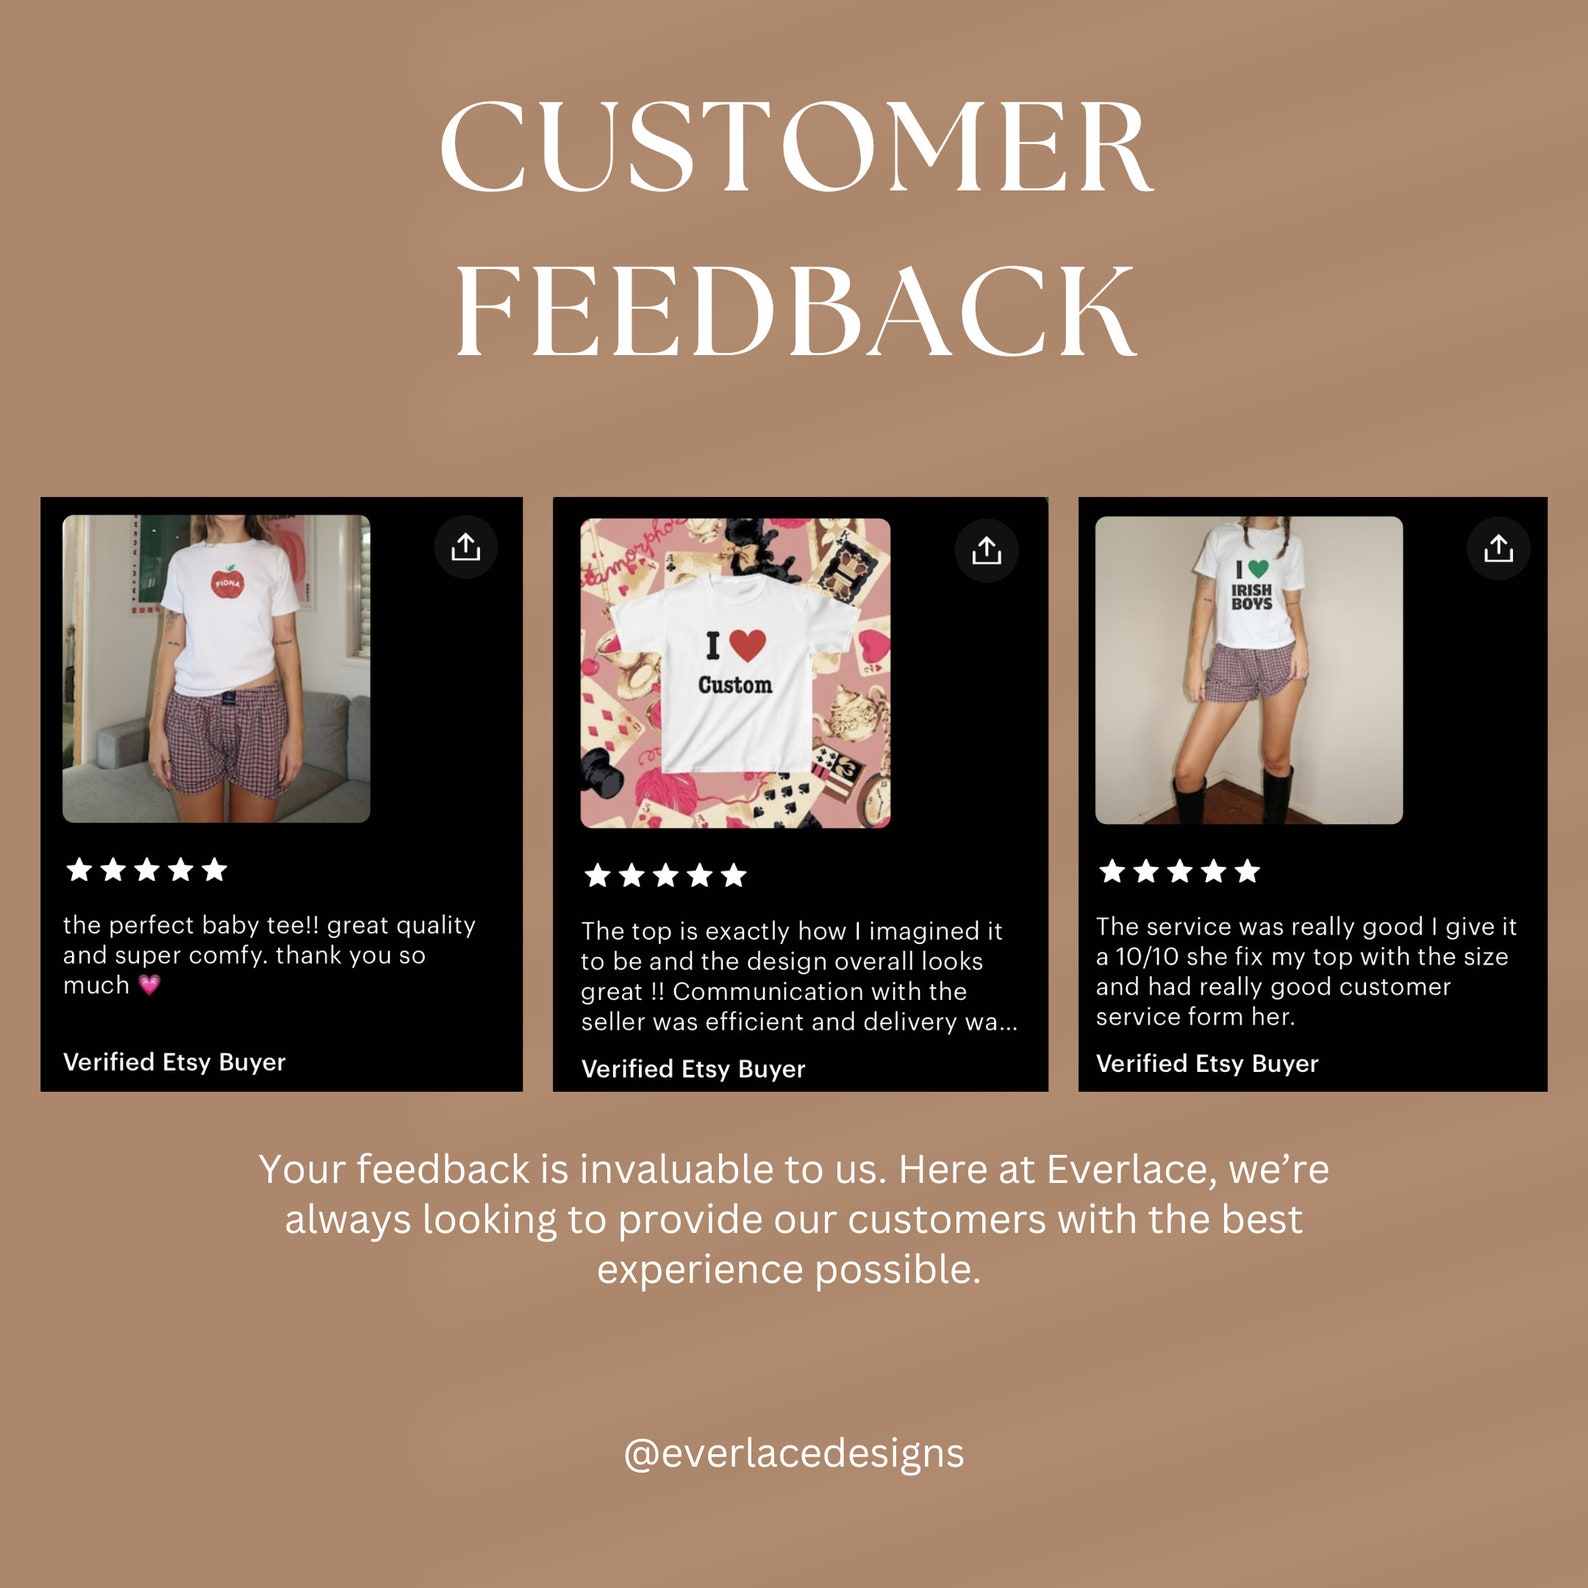 CUSTOMER
FEEDBACK
FIONA
★★★★★
the perfect baby tee!! great quality
and super comfy. thank you so
much 💗
Verified Etsy Buyer
I ❤
Custom
★★★★★
The top is exactly how I imagined it
to be and the design overall looks
great !! Communication with the
seller was efficient and delivery wa...
Verified Etsy Buyer
I 💚
IRISH
BOYS
★★★★★
The service was really good I give it
a 10/10 she fix my top with the size
and had really good customer
service form her.
Verified Etsy Buyer
Your feedback is invaluable to us. Here at Everlace, we’re
always looking to provide our customers with the best
experience possible.
@everlacedesigns